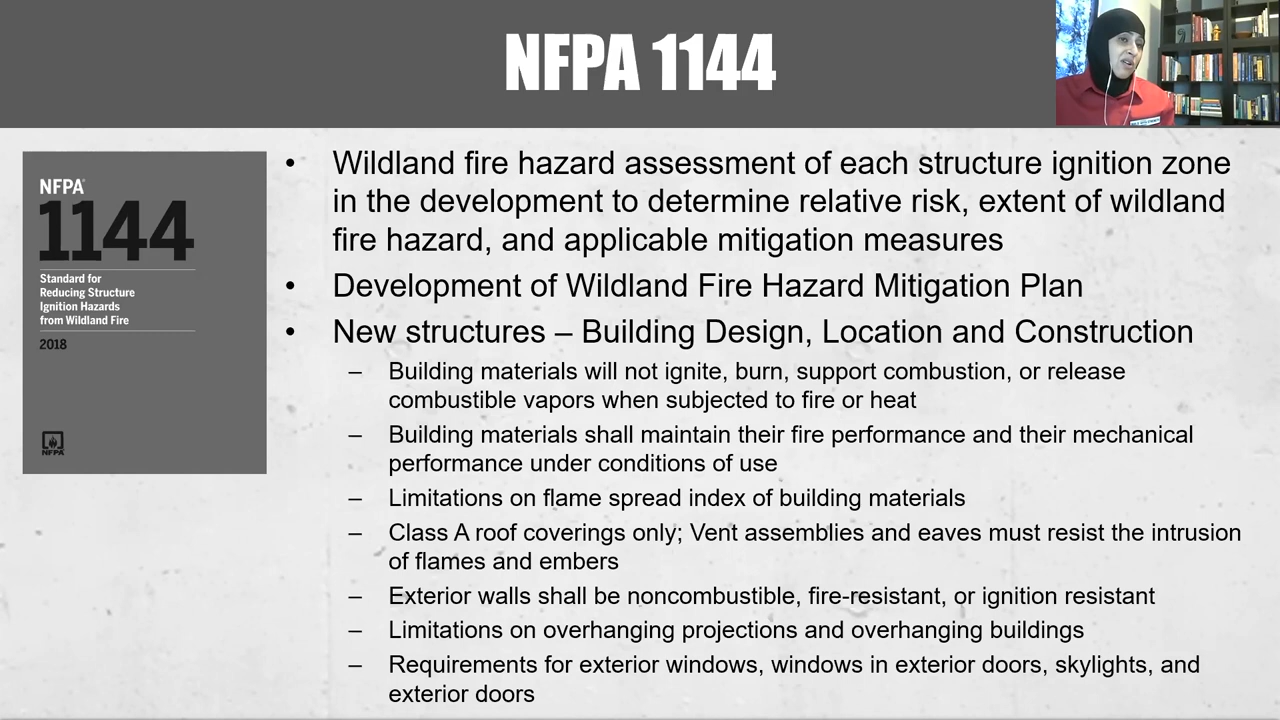 NFPA 1144
NFPA®
1144
Standard for
Reducing Structure
Ignition Hazards
from Wildland Fire
2018
NFPA
• Wildland fire hazard assessment of each structure ignition zone
in the development to determine relative risk, extent of wildland
fire hazard, and applicable mitigation measures
• Development of Wildland Fire Hazard Mitigation Plan
• New structures – Building Design, Location and Construction
– Building materials will not ignite, burn, support combustion, or release
combustible vapors when subjected to fire or heat
– Building materials shall maintain their fire performance and their mechanical
performance under conditions of use
– Limitations on flame spread index of building materials
– Class A roof coverings only; Vent assemblies and eaves must resist the intrusion
of flames and embers
– Exterior walls shall be noncombustible, fire-resistant, or ignition resistant
– Limitations on overhanging projections and overhanging buildings
– Requirements for exterior windows, windows in exterior doors, skylights, and
exterior doors